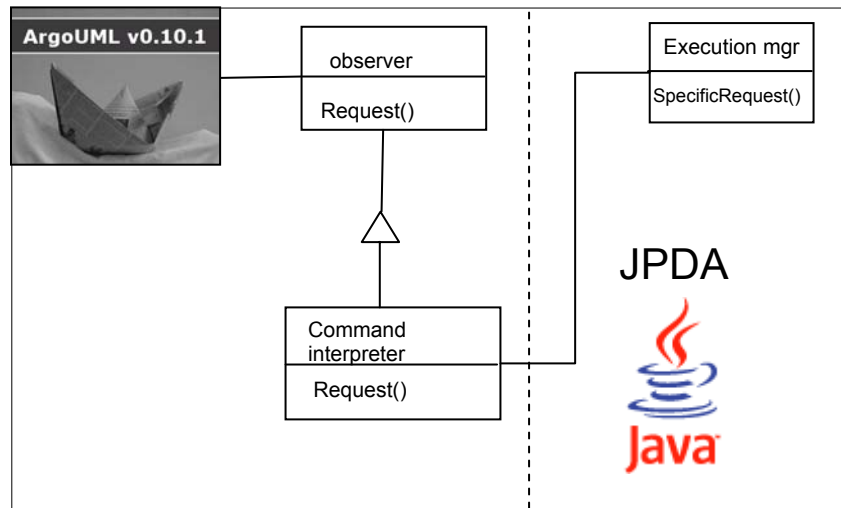 ArgoUML v0.10.1
observer
Request()
Execution mgr
SpecificRequest()
JPDA
Command
interpreter
Request()
Java